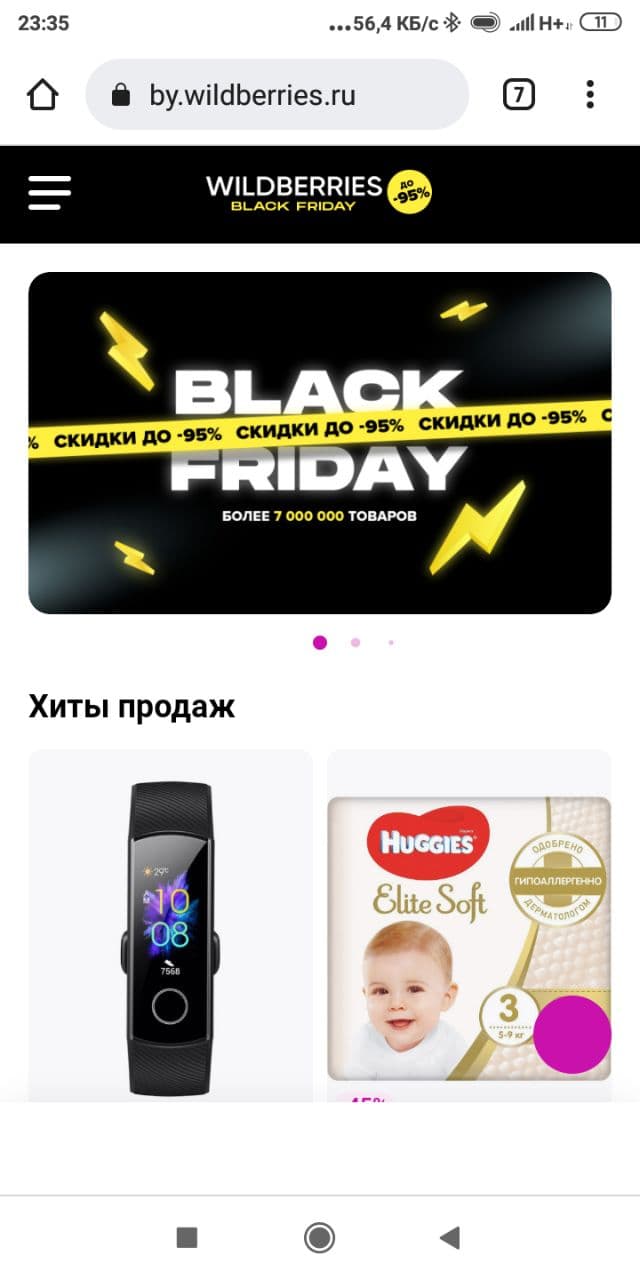 23:35
...56,4 КБ/с
H+
11
by.wildberries.ru
7
WILDBERRIES
BLACK FRIDAY
ДО
-95%
BLACK
% СКИДКИ ДО -95% СКИДКИ ДО -95% СКИДКИ ДО -95% С
FRIDAY
БОЛЕЕ 7 000 000 ТОВАРОВ
Хиты продаж
29°
10
08
7568
HUGGIES
Elite Soft
ОДОБРЕНО
ГИПОАЛЛЕРГЕННО
ДЕРМАТОЛОГОМ
3
5-9 кг